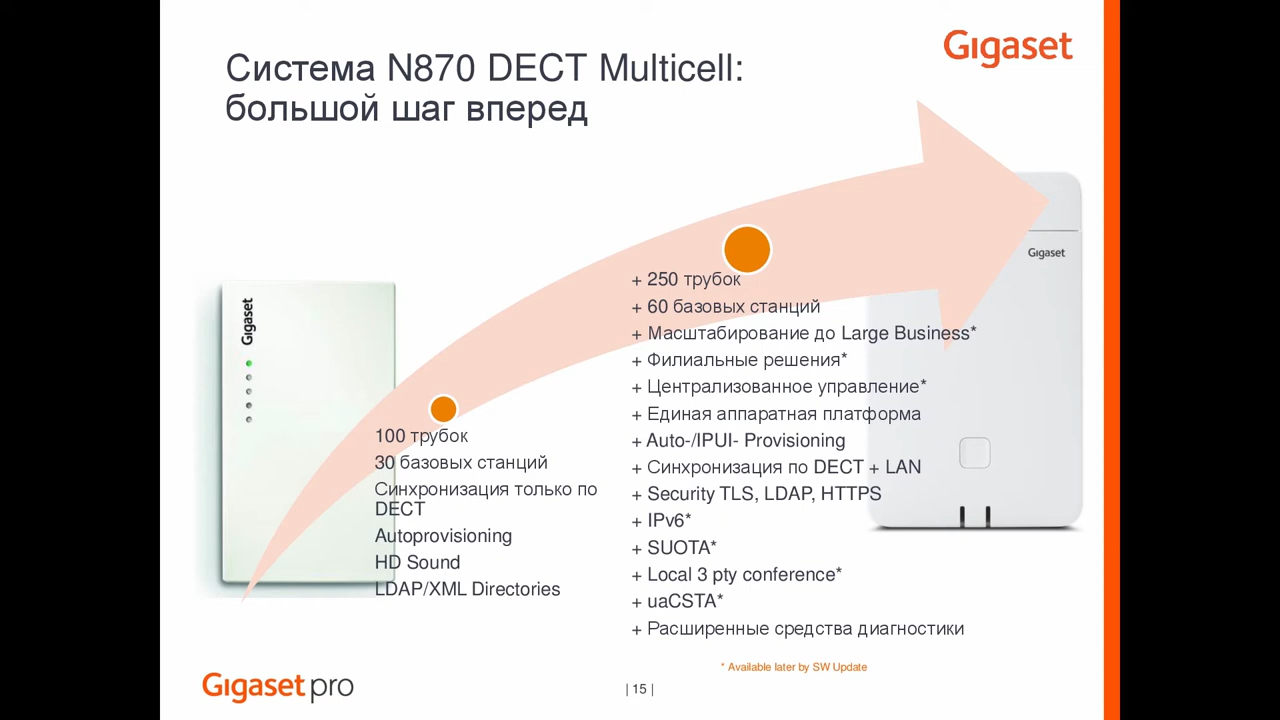 Gigaset
Система N870 DECT Multicell:
большой шаг вперед
Gigaset
Gigaset
100 трубок
30 базовых станций
Синхронизация только по
DECT
Autoprovisioning
HD Sound
LDAP/XML Directories
+ 250 трубок
+ 60 базовых станций
+ Масштабирование до Large Business*
+ Филиальные решения*
+ Централизованное управление*
+ Единая аппаратная платформа
+ Auto-/IPUI- Provisioning
+ Синхронизация по DECT + LAN
+ Security TLS, LDAP, HTTPS
+ IPv6*
+ SUOTA*
+ Local 3 pty conference*
+ uaCSTA*
+ Расширенные средства диагностики
* Available later by SW Update
Gigaset pro
| 15 |